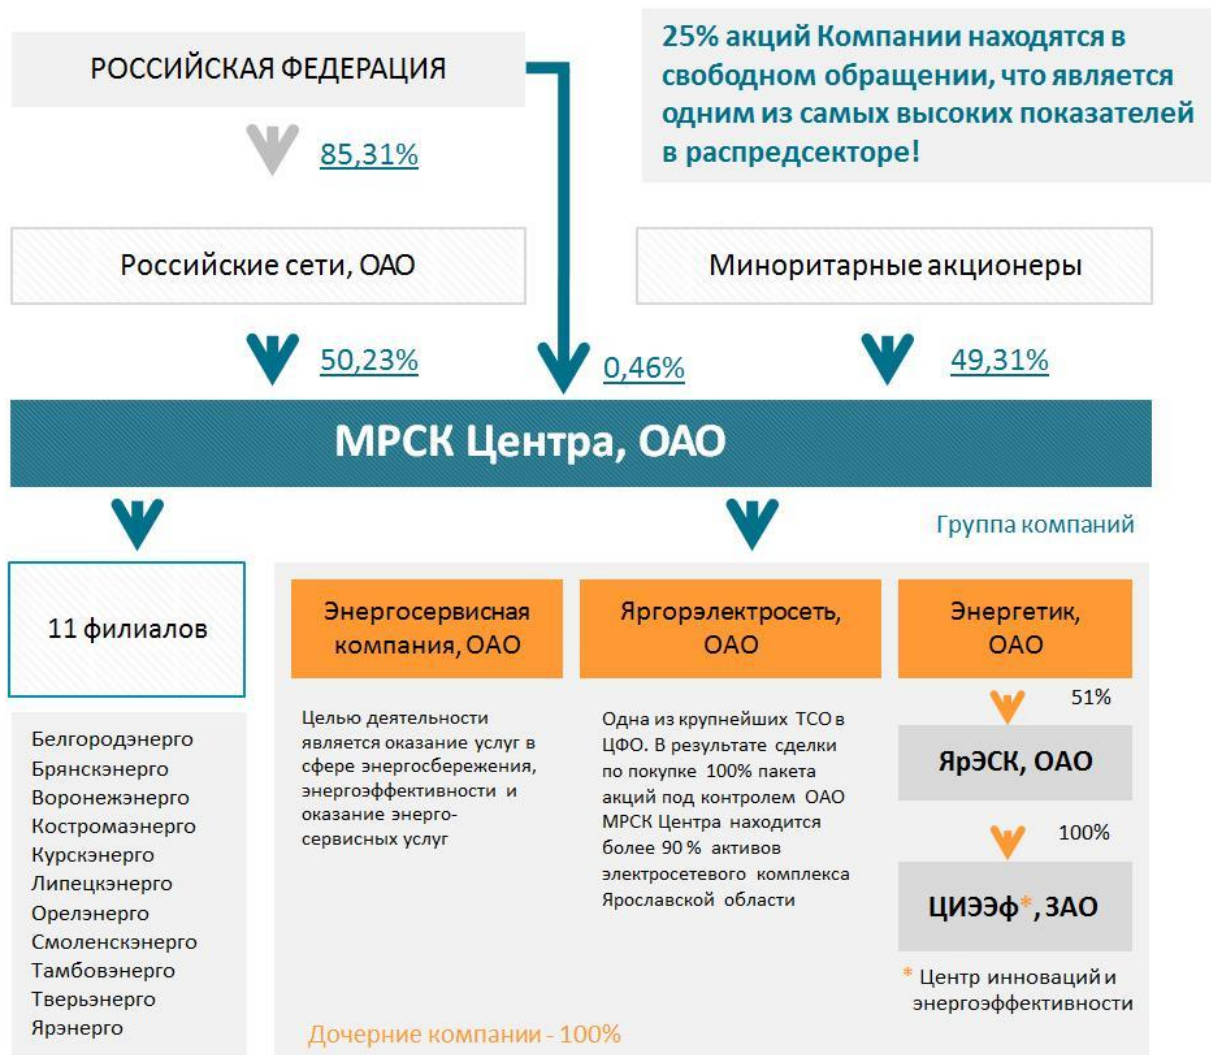 РОССИЙСКАЯ ФЕДЕРАЦИЯ
25% акций Компании находятся в
свободном обращении, что является
одним из самых высоких показателей
в распредсекторе!
85,31%
Российские сети, ОАО
Миноритарные акционеры
50,23%
0,46%
49,31%
МРСК Центра, ОАО
Группа компаний
11 филиалов
Белгородэнерго
Брянскэнерго
Воронежэнерго
Костромаэнерго
Курскэнерго
Липецкэнерго
Орелэнерго
Смоленскэнерго
Тамбовэнерго
Тверьэнерго
Ярэнерго
Энергосервисная
компания, ОАО
Целью деятельности
является оказание услуг в
сфере энергосбережения,
энергоэффективности и
оказание энерго-
сервисных услуг
Яргорэлектросеть,
ОАО
Одна из крупнейших ТСО в
ЦФО. В результате сделки
по покупке 100% пакета
акций под контролем ОАО
МРСК Центра находится
более 90 % активов
электросетевого комплекса
Ярославской области
Энергетик,
ОАО
51%
ЯрЭСК, ОАО
100%
ЦИЭЭф*, ЗАО
* Центр инноваций и
энергоэффективности
Дочерние компании - 100%